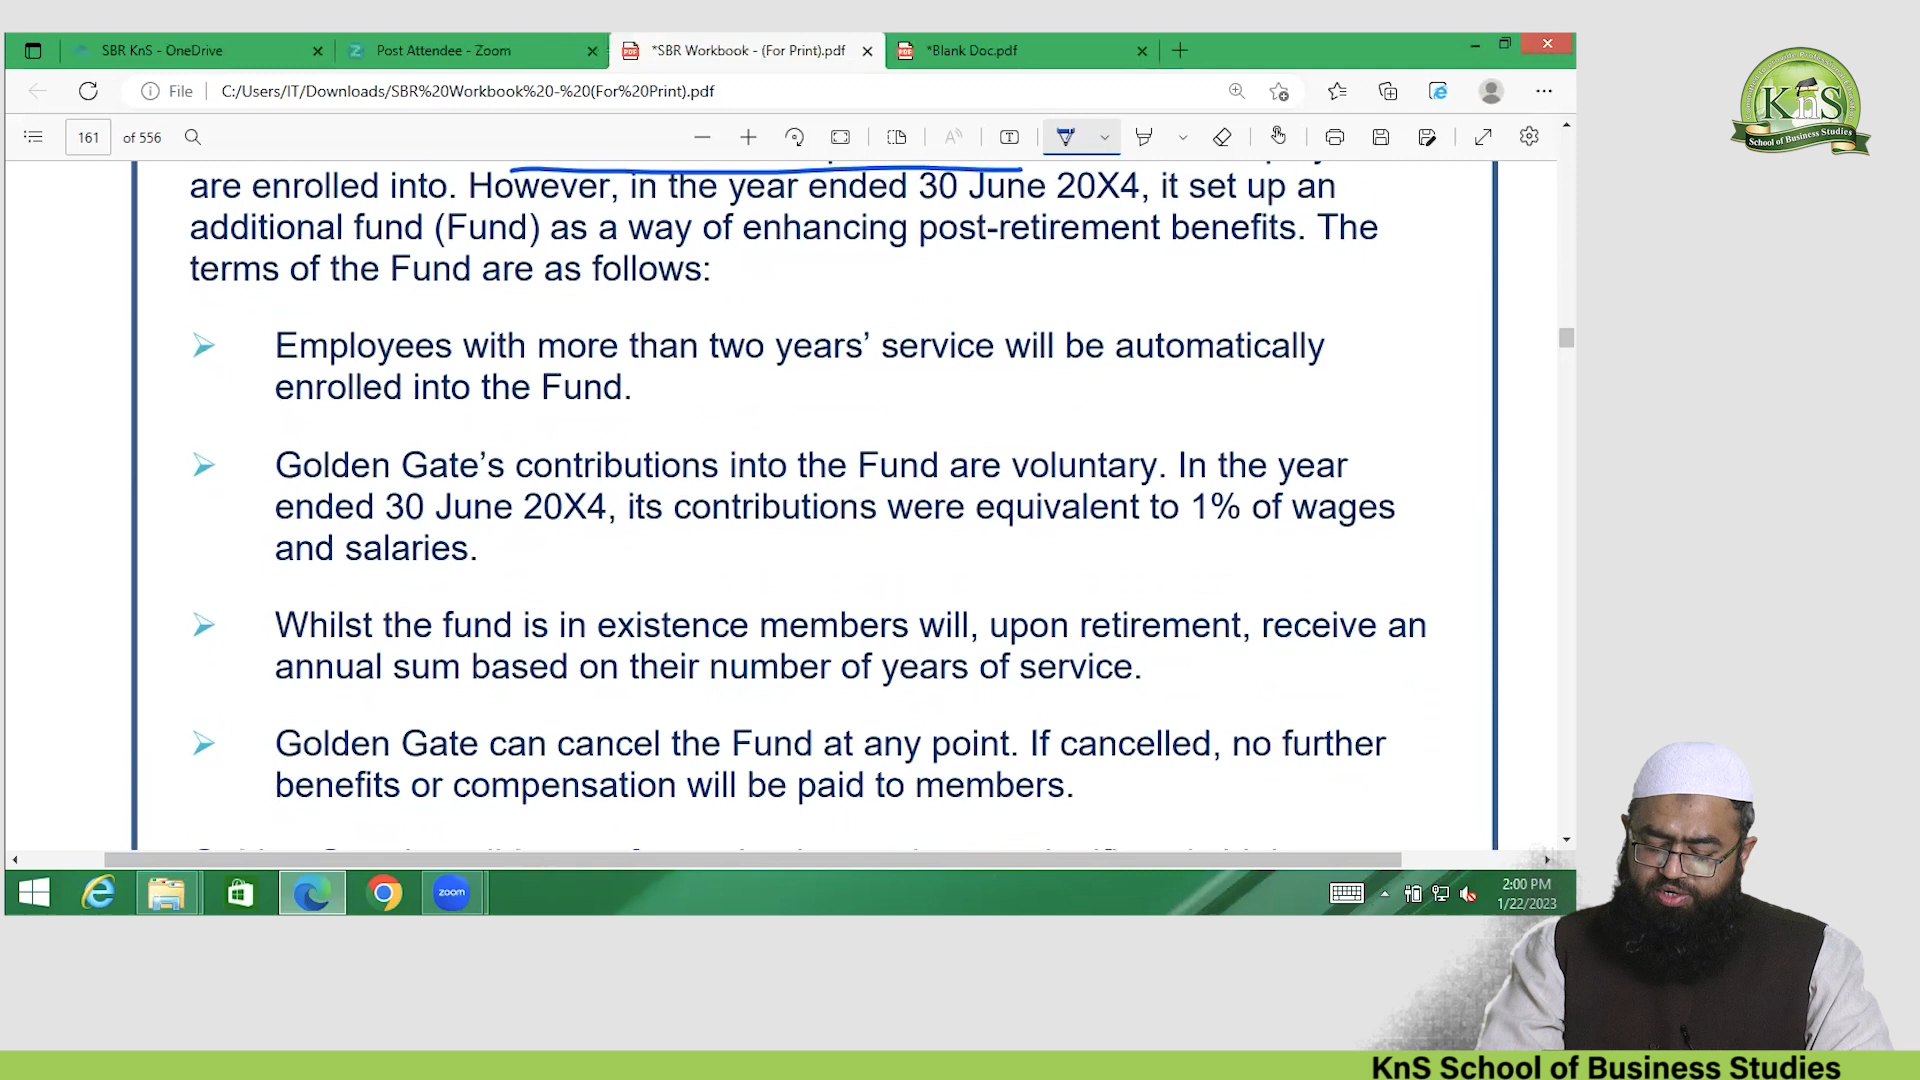 SBR KnS - OneDrive
Post Attendee - Zoom
*SBR Workbook - (For Print).pdf
*Blank Doc.pdf
File
C:/Users/IT/Downloads/SBR%20Workbook%20-%20(For%20Print).pdf
161 of 556
are enrolled into. However, in the year ended 30 June 20X4, it set up an
additional fund (Fund) as a way of enhancing post-retirement benefits. The
terms of the Fund are as follows:
Employees with more than two years’ service will be automatically
enrolled into the Fund.
Golden Gate’s contributions into the Fund are voluntary. In the year
ended 30 June 20X4, its contributions were equivalent to 1% of wages
and salaries.
Whilst the fund is in existence members will, upon retirement, receive an
annual sum based on their number of years of service.
Golden Gate can cancel the Fund at any point. If cancelled, no further
benefits or compensation will be paid to members.
zoom
2:00 PM
1/22/2023
KnS
School of Business Studies
KnS School of Business Studies